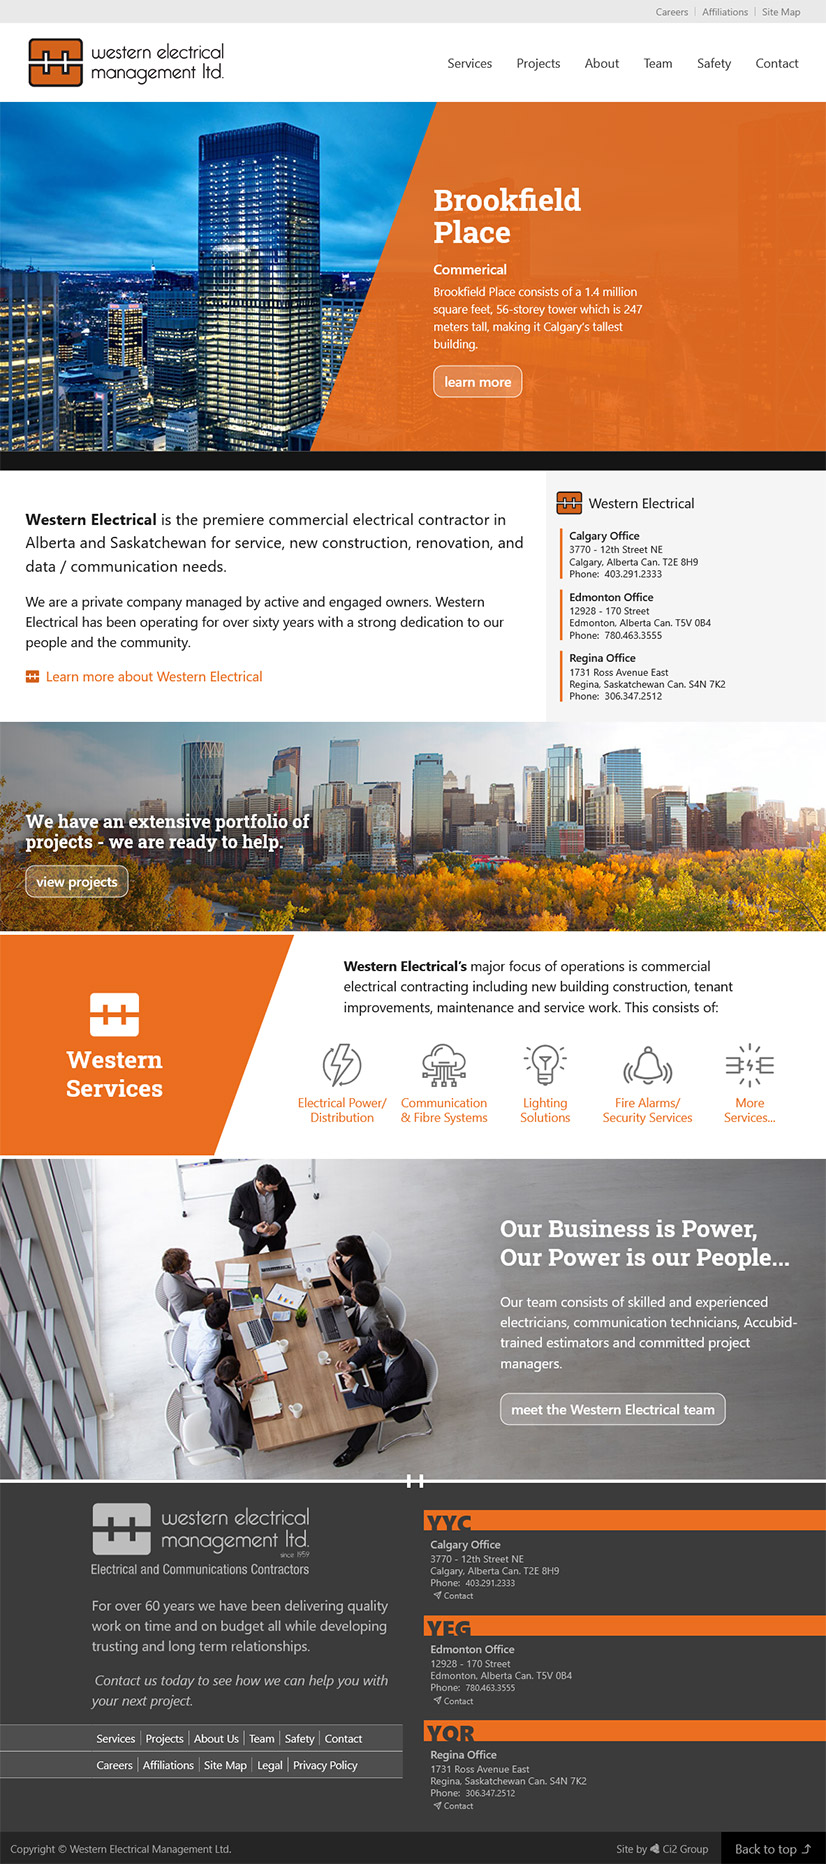 Careers | Affiliations | Site Map
western electrical
management ltd.
Services Projects About Team Safety Contact
Brookfield
Place
Commerical
Brookfield Place consists of a 1.4 million
square feet, 56-storey tower which is 247
meters tall, making it Calgary's tallest
building.
learn more
Western Electrical is the premiere commercial electrical contractor in
Alberta and Saskatchewan for service, new construction, renovation, and
data / communication needs.
We are a private company managed by active and engaged owners. Western
Electrical has been operating for over sixty years with a strong dedication to our
people and the community.
Learn more about Western Electrical
Western Electrical
Calgary Office
3770 - 12th Street NE
Calgary, Alberta Can. T2E 8H9
Phone: 403.291.2333
Edmonton Office
12928 - 170 Street
Edmonton, Alberta Can. T5V 0B4
Phone: 780.463.3555
Regina Office
1731 Ross Avenue East
Regina, Saskatchewan Can. S4N 7K2
Phone: 306.347.2512
We have an extensive portfolio of
projects - we are ready to help.
view projects
Western
Services
Western Electrical's major focus of operations is commercial
electrical contracting including new building construction, tenant
improvements, maintenance and service work. This consists of:
Electrical Power/
Distribution
Communication
& Fibre Systems
Lighting
Solutions
Fire Alarms/
Security Services
More
Services...
Our Business is Power,
Our Power is our People...
Our team consists of skilled and experienced
electricians, communication technicians, Accubid-
trained estimators and committed project
managers.
meet the Western Electrical team
western electrical
management ltd.
since 1959
Electrical and Communications Contractors
For over 60 years we have been delivering quality
work on time and on budget all while developing
trusting and long term relationships.
Contact us today to see how we can help you with
your next project.
Services | Projects | About Us | Team | Safety | Contact
Careers | Affiliations | Site Map | Legal | Privacy Policy
YYC
Calgary Office
3770 - 12th Street NE
Calgary, Alberta Can. T2E 8H9
Phone: 403.291.2333
Contact
YEG
Edmonton Office
12928 - 170 Street
Edmonton, Alberta Can. T5V 0B4
Phone: 780.463.3555
Contact
YQR
Regina Office
1731 Ross Avenue East
Regina, Saskatchewan Can. S4N 7K2
Phone: 306.347.2512
Contact
Copyright © Western Electrical Management Ltd.
Site by Ci2 Group
Back to top